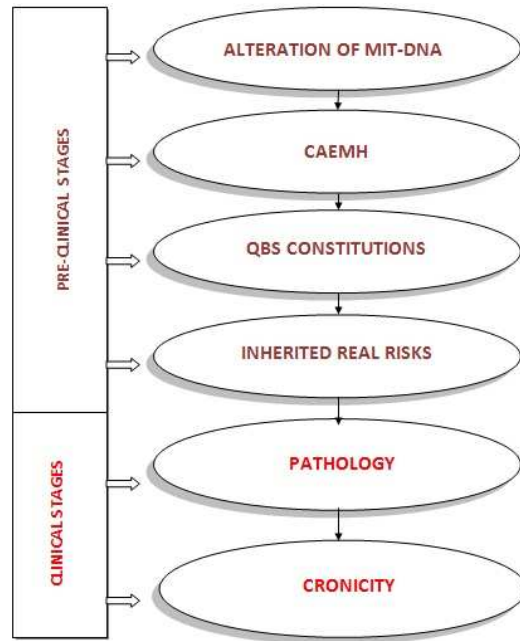 PRE-CLINICAL STAGES
ALTERATION OF MIT-DNA
CAEMH
QBS CONSTITUTIONS
INHERITED REAL RISKS
CLINICAL STAGES
PATHOLOGY
CRONICITY